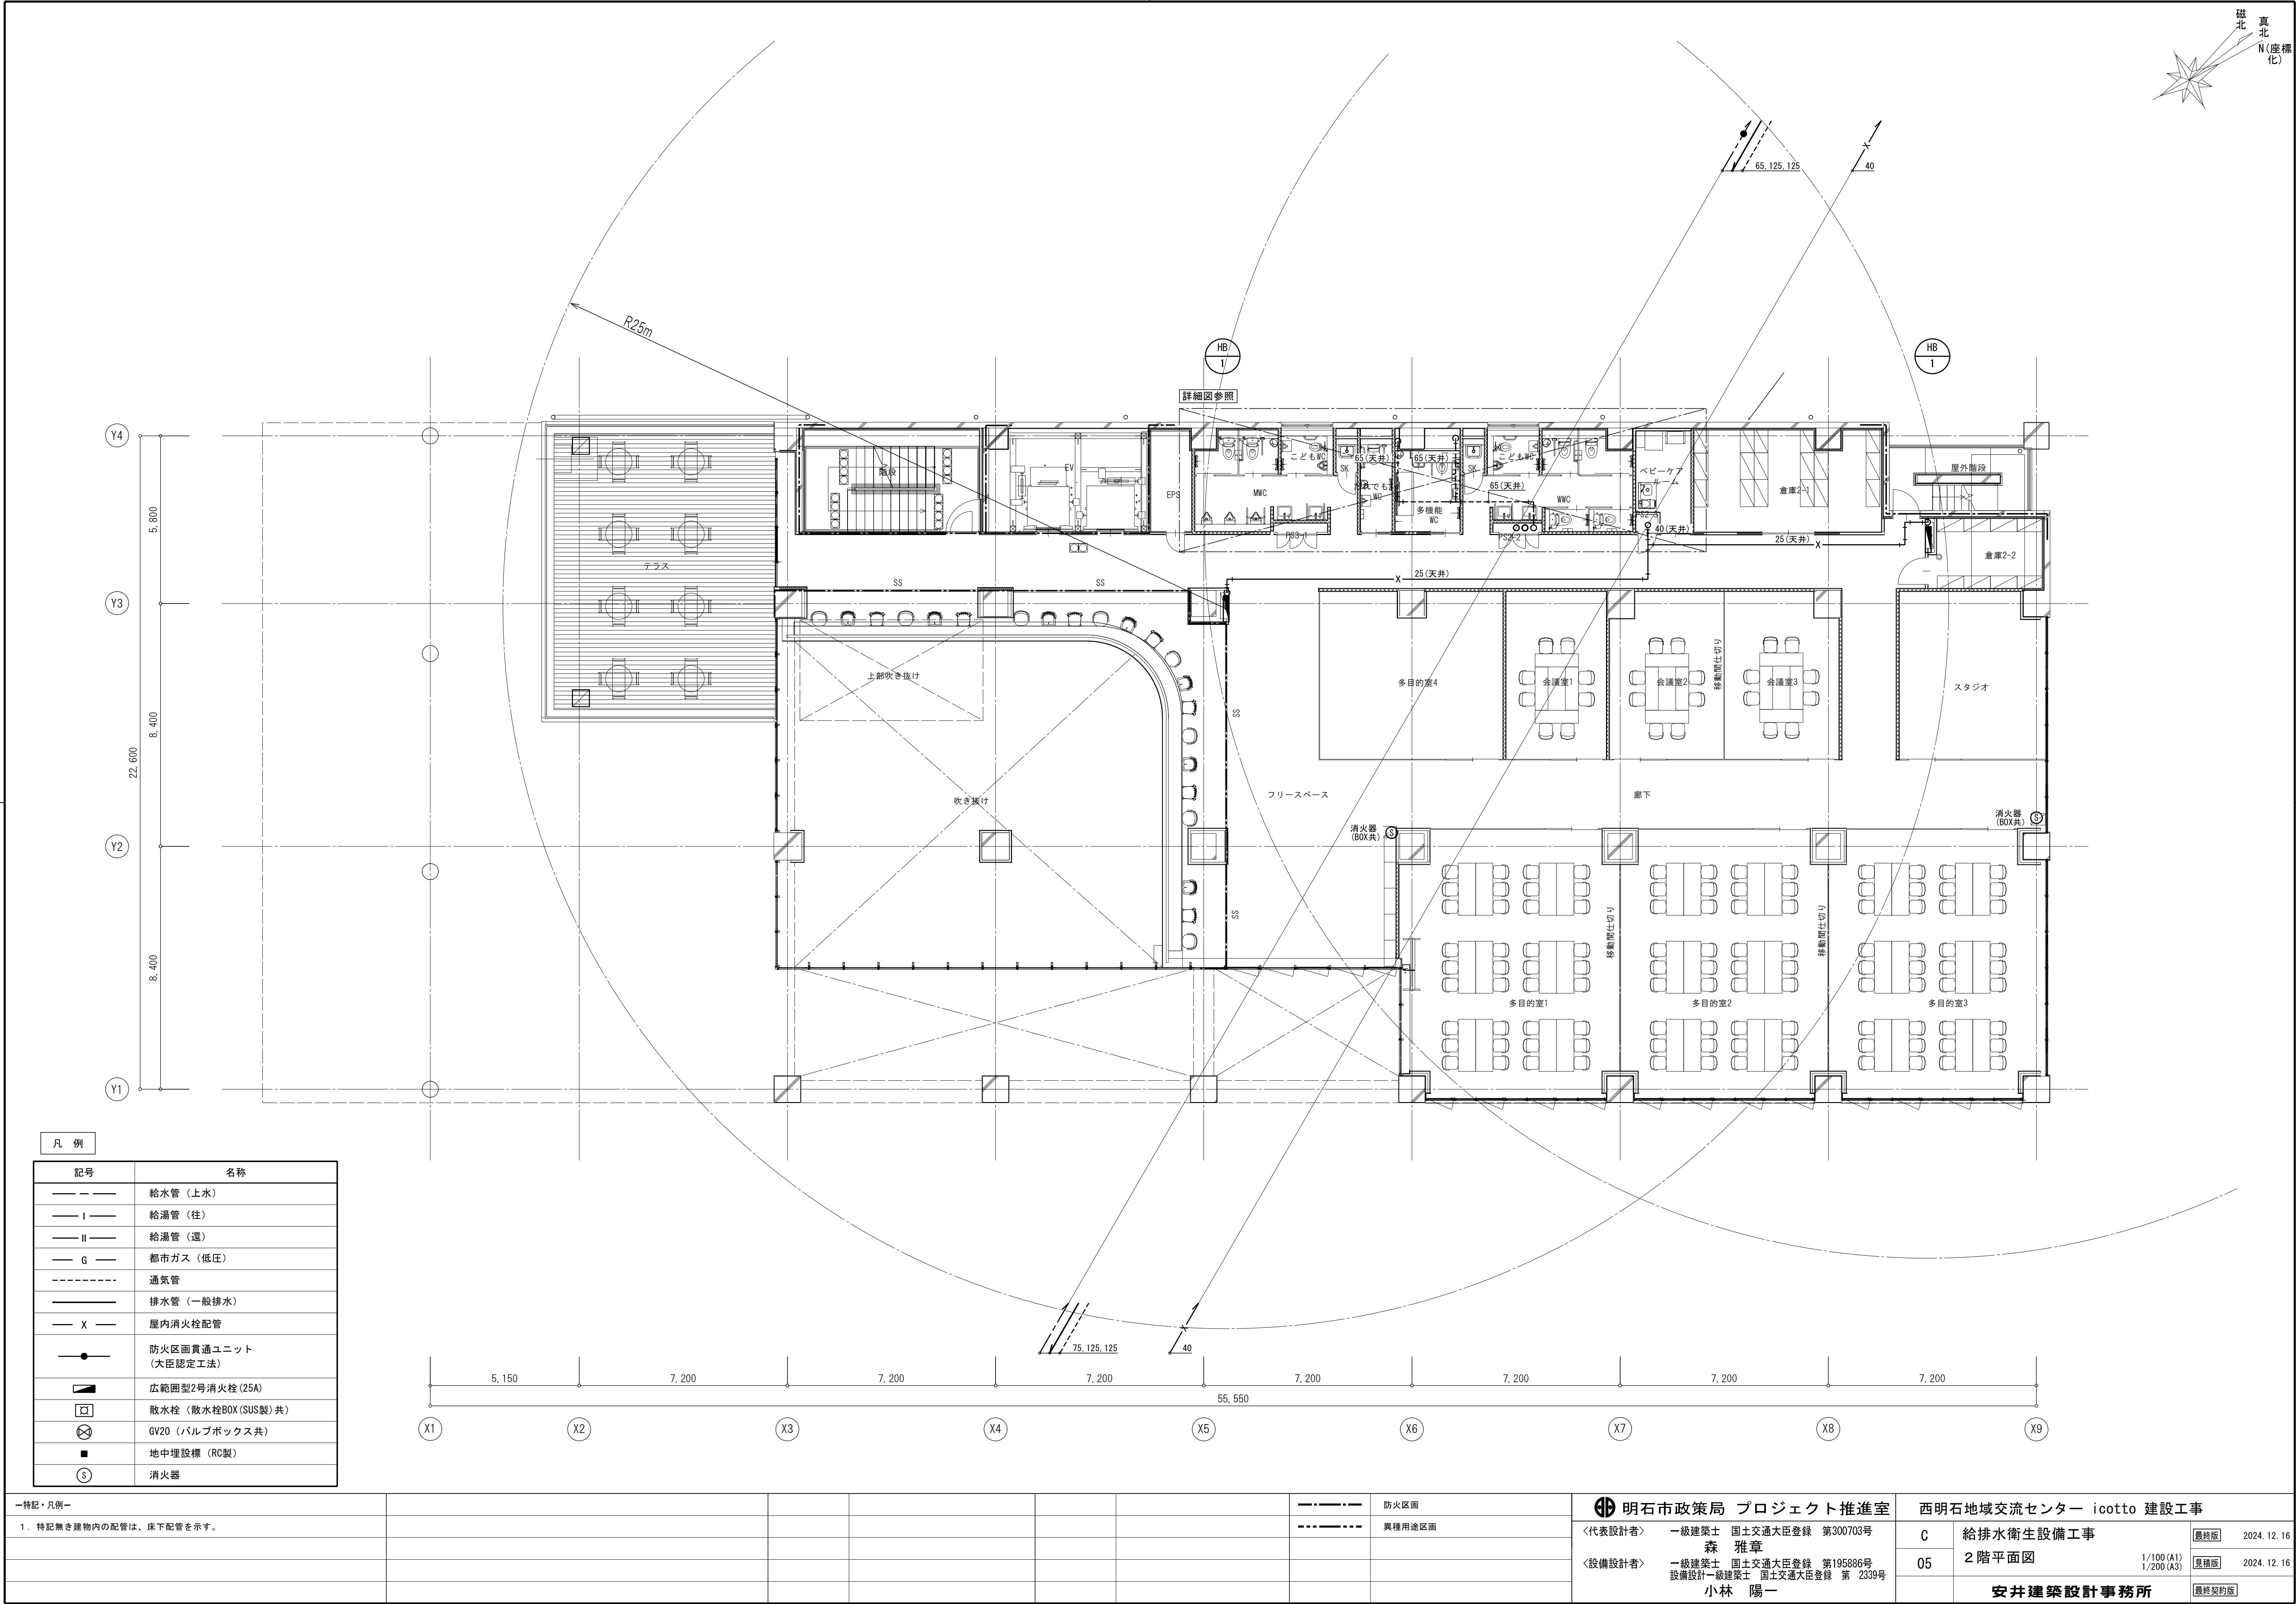 磁北
真北
N(座標化)
65,125,125
40
R25m
HB
1
HB
1
詳細図参照
Y4
Y3
Y2
Y1
5,800
8,400
8,400
22,600
階段
EV
EPS
MWC
こどもWC
SK
65(天井)
65(天井)
だれでもWC
SK
こどもWC
65(天井)
多機能
WC
WWC
ベビーケア
ルーム
倉庫2-1
屋外階段
PS3-1
PS2-2
PS2-3
40(天井)
25(天井)
X
倉庫2-2
テラス
SS
SS
X
25(天井)
上部吹き抜け
SS
多目的室4
会議室1
会議室2
移動間仕切り
会議室3
スタジオ
吹き抜け
フリースペース
廊下
消火器
(BOX共)
S
消火器
(BOX共)
S
SS
移動間仕切り
移動間仕切り
多目的室1
多目的室2
多目的室3
75,125,125
40
5,150
7,200
7,200
7,200
7,200
7,200
7,200
7,200
55,550
X1
X2
X3
X4
X5
X6
X7
X8
X9
凡 例
記号 名称
給水管（上水）
I 給湯管（往）
II 給湯管（還）
G 都市ガス（低圧）
通気管
排水管（一般排水）
X 屋内消火栓配管
防火区画貫通ユニット
（大臣認定工法）
広範囲型2号消火栓(25A)
散水栓（散水栓BOX(SUS製)共）
GV20（バルブボックス共）
地中埋設標（RC製）
S 消火器
ー特記・凡例ー
1．特記無き建物内の配管は、床下配管を示す。
防火区画
異種用途区画
明石市政策局 プロジェクト推進室
〈代表設計者〉 一級建築士 国土交通大臣登録 第300703号
森 雅章
〈設備設計者〉 一級建築士 国土交通大臣登録 第195886号
設備設計一級建築士 国土交通大臣登録 第 2339号
小林 陽一
西明石地域交流センター icotto 建設工事
C 給排水衛生設備工事
05 2階平面図
1/100(A1)
1/200(A3)
最終版 2024.12.16
見積版 2024.12.16
最終契約版
安井建築設計事務所